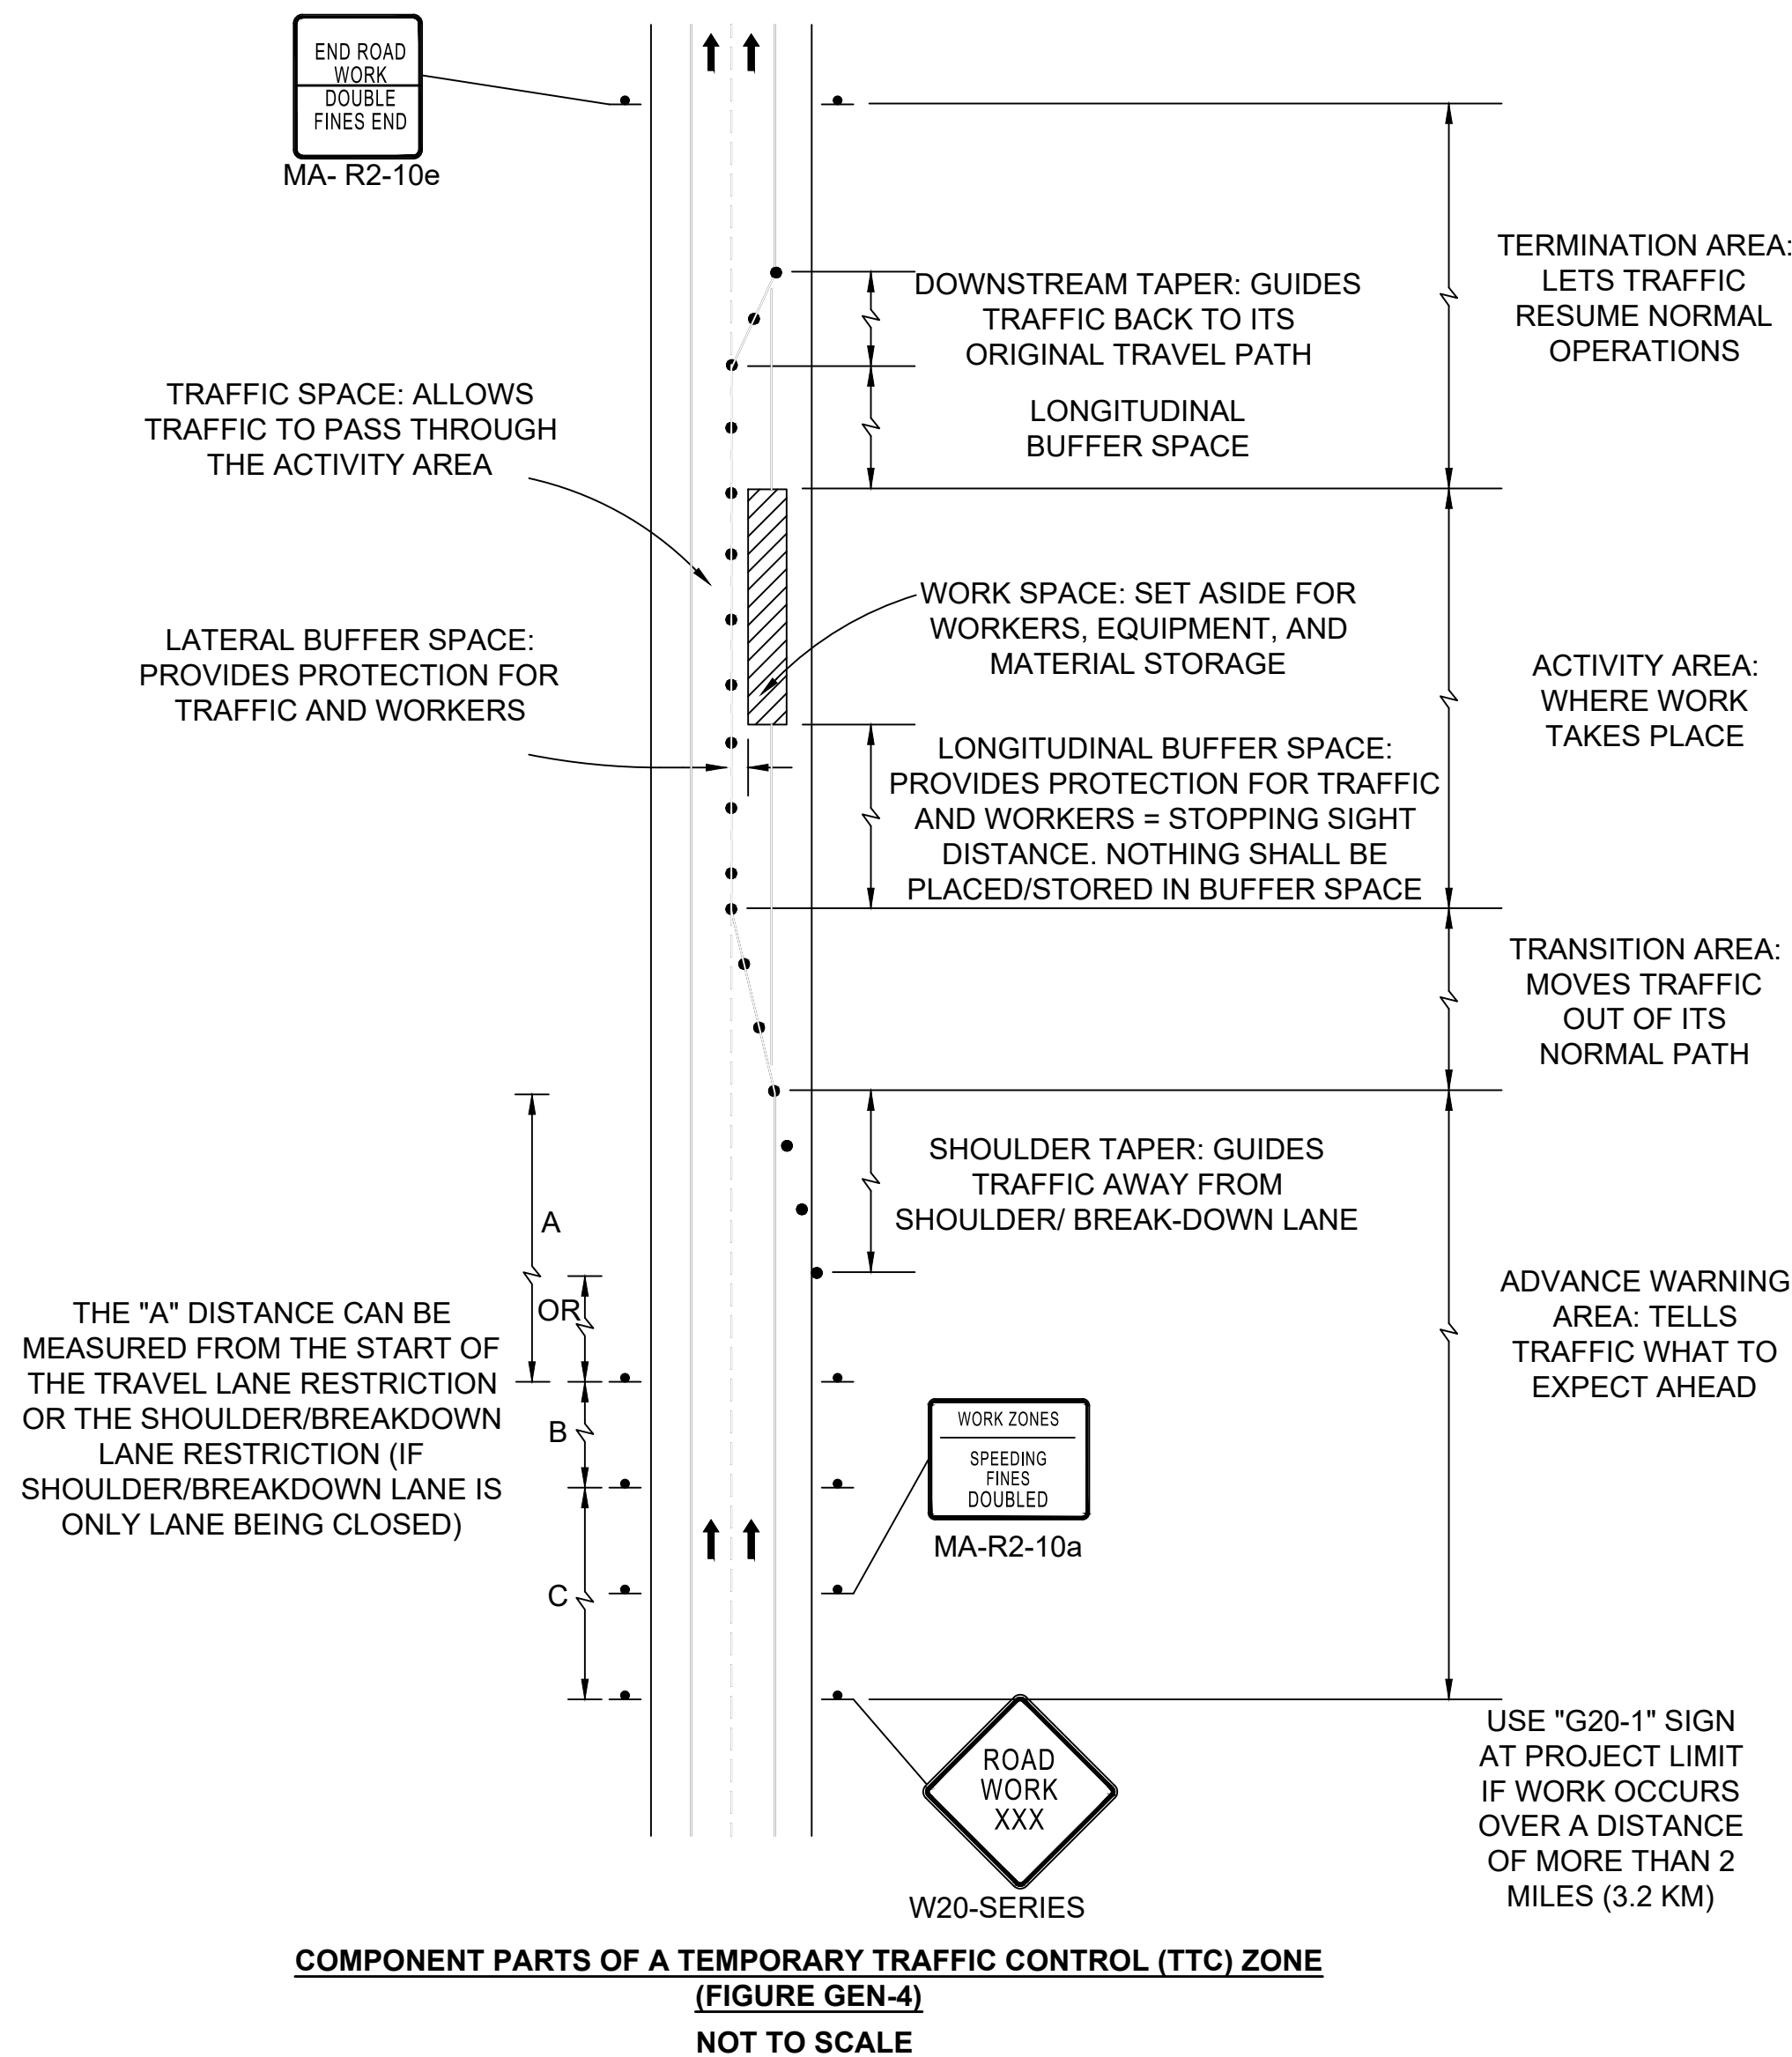 END ROAD
WORK
DOUBLE
FINES END
MA- R2-10e
TERMINATION AREA:
LETS TRAFFIC
RESUME NORMAL
OPERATIONS
DOWNSTREAM TAPER: GUIDES
TRAFFIC BACK TO ITS
ORIGINAL TRAVEL PATH
LONGITUDINAL
BUFFER SPACE
TRAFFIC SPACE: ALLOWS
TRAFFIC TO PASS THROUGH
THE ACTIVITY AREA
WORK SPACE: SET ASIDE FOR
WORKERS, EQUIPMENT, AND
MATERIAL STORAGE
LATERAL BUFFER SPACE:
PROVIDES PROTECTION FOR
TRAFFIC AND WORKERS
ACTIVITY AREA:
WHERE WORK
TAKES PLACE
LONGITUDINAL BUFFER SPACE:
PROVIDES PROTECTION FOR TRAFFIC
AND WORKERS = STOPPING SIGHT
DISTANCE. NOTHING SHALL BE
PLACED/STORED IN BUFFER SPACE
TRANSITION AREA:
MOVES TRAFFIC
OUT OF ITS
NORMAL PATH
SHOULDER TAPER: GUIDES
TRAFFIC AWAY FROM
SHOULDER/ BREAK-DOWN LANE
A
OR
B
C
THE "A" DISTANCE CAN BE
MEASURED FROM THE START OF
THE TRAVEL LANE RESTRICTION
OR THE SHOULDER/BREAKDOWN
LANE RESTRICTION (IF
SHOULDER/BREAKDOWN LANE IS
ONLY LANE BEING CLOSED)
ADVANCE WARNING
AREA: TELLS
TRAFFIC WHAT TO
EXPECT AHEAD
WORK ZONES
SPEEDING
FINES
DOUBLED
MA-R2-10a
ROAD
WORK
XXX
W20-SERIES
USE "G20-1" SIGN
AT PROJECT LIMIT
IF WORK OCCURS
OVER A DISTANCE
OF MORE THAN 2
MILES (3.2 KM)
COMPONENT PARTS OF A TEMPORARY TRAFFIC CONTROL (TTC) ZONE
(FIGURE GEN-4)
NOT TO SCALE